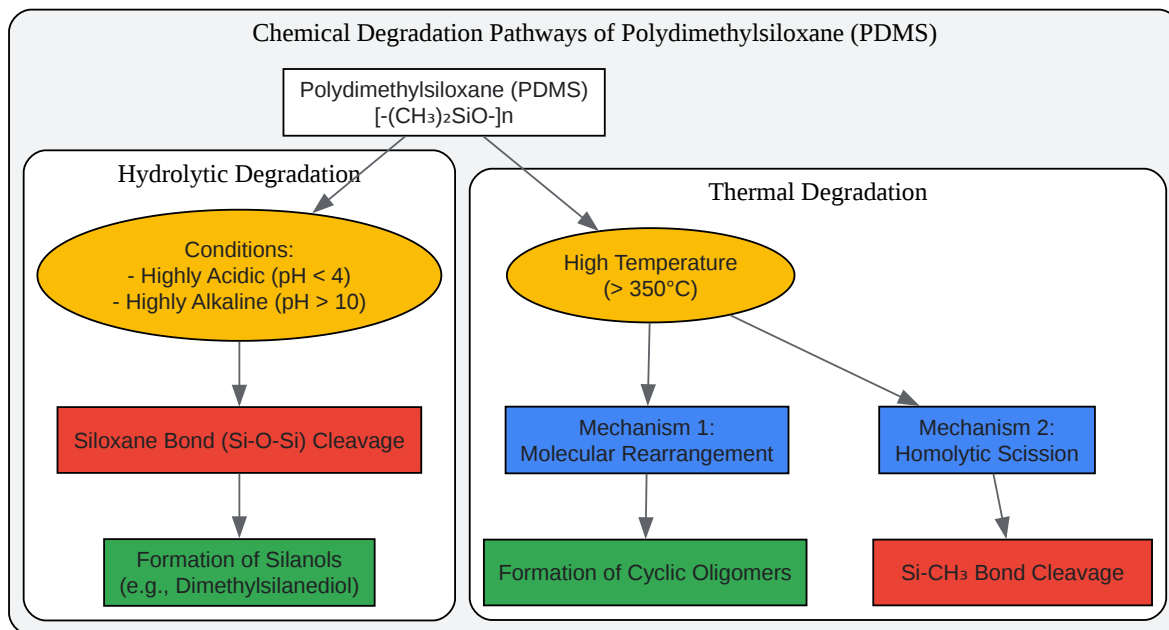 Chemical Degradation Pathways of Polydimethylsiloxane (PDMS)
Polydimethylsiloxane (PDMS)
[-(CH₃)₂SiO-]n
Hydrolytic Degradation
Conditions:
- Highly Acidic (pH < 4)
- Highly Alkaline (pH > 10)
Siloxane Bond (Si-O-Si) Cleavage
Formation of Silanols
(e.g., Dimethylsilanediol)
Thermal Degradation
High Temperature
(> 350°C)
Mechanism 1:
Molecular Rearrangement
Mechanism 2:
Homolytic Scission
Formation of Cyclic Oligomers
Si-CH₃ Bond Cleavage